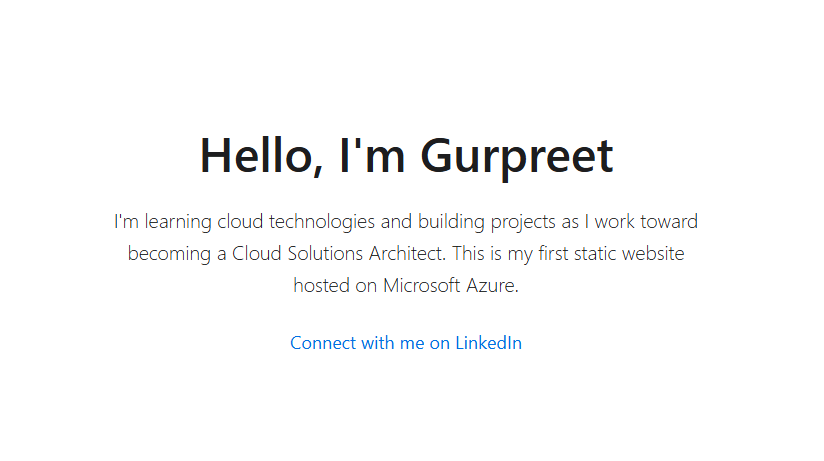 Hello, I'm Gurpreet
I'm learning cloud technologies and building projects as I work toward
becoming a Cloud Solutions Architect. This is my first static website
hosted on Microsoft Azure.
Connect with me on LinkedIn